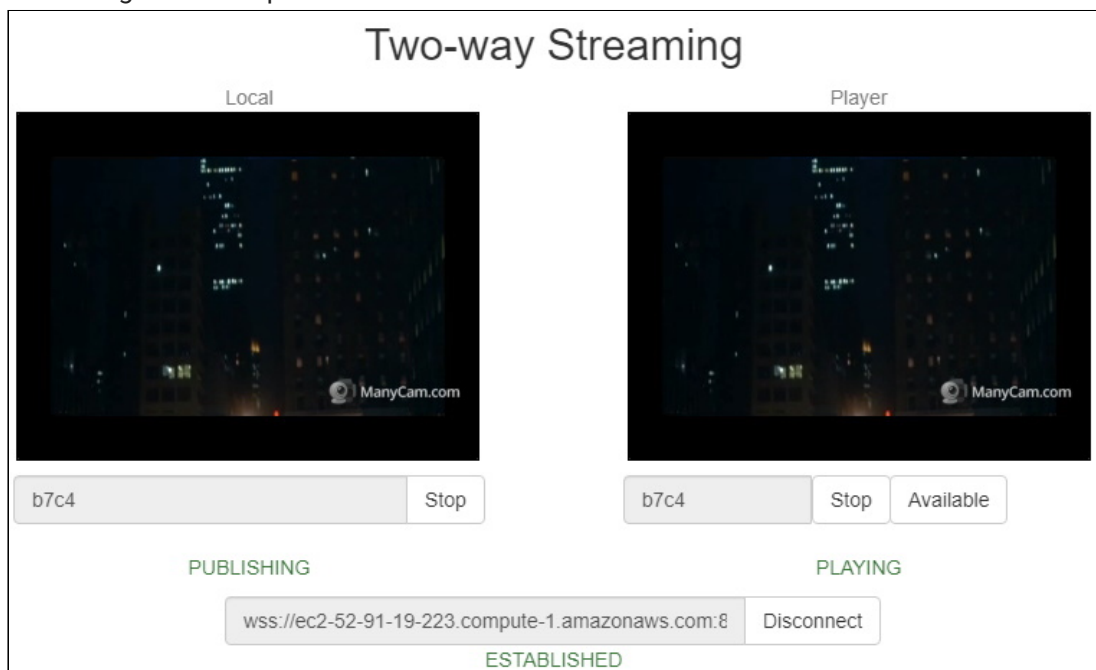 Two-way Streaming
Local
Player
ManyCam.com
ManyCam.com
b7c4
Stop
b7c4
Stop
Available
PUBLISHING
PLAYING
wss://ec2-52-91-19-223.compute-1.amazonaws.com:8
Disconnect
ESTABLISHED